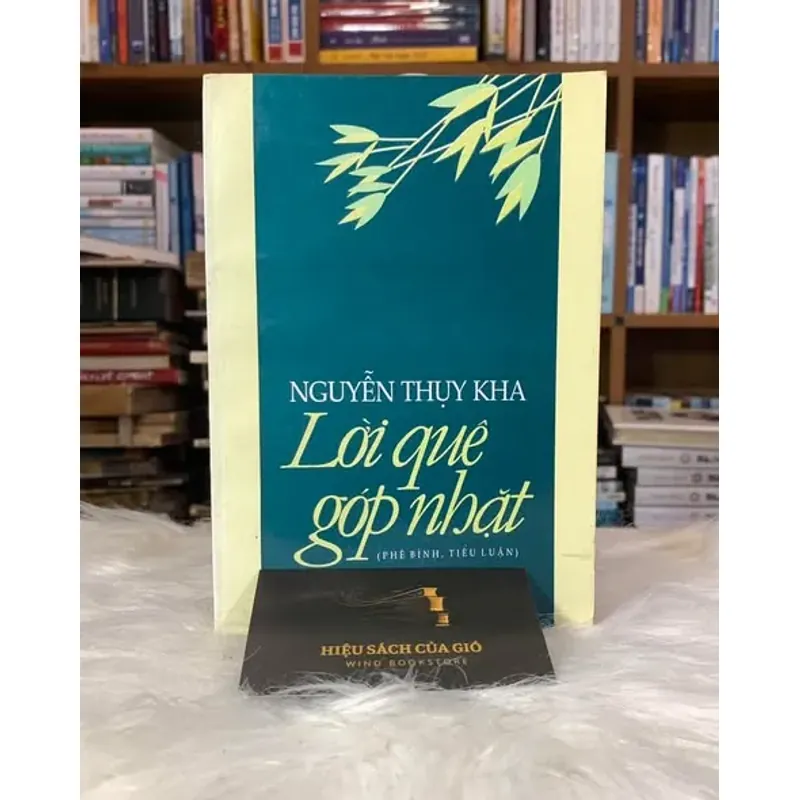 NGUYỄN THỤY KHA
Lời quê
góp nhặt
(PHÊ BÌNH, TIỂU LUẬN)
HIỆU SÁCH CỦA GIÓ
WIND BOOKSTORE